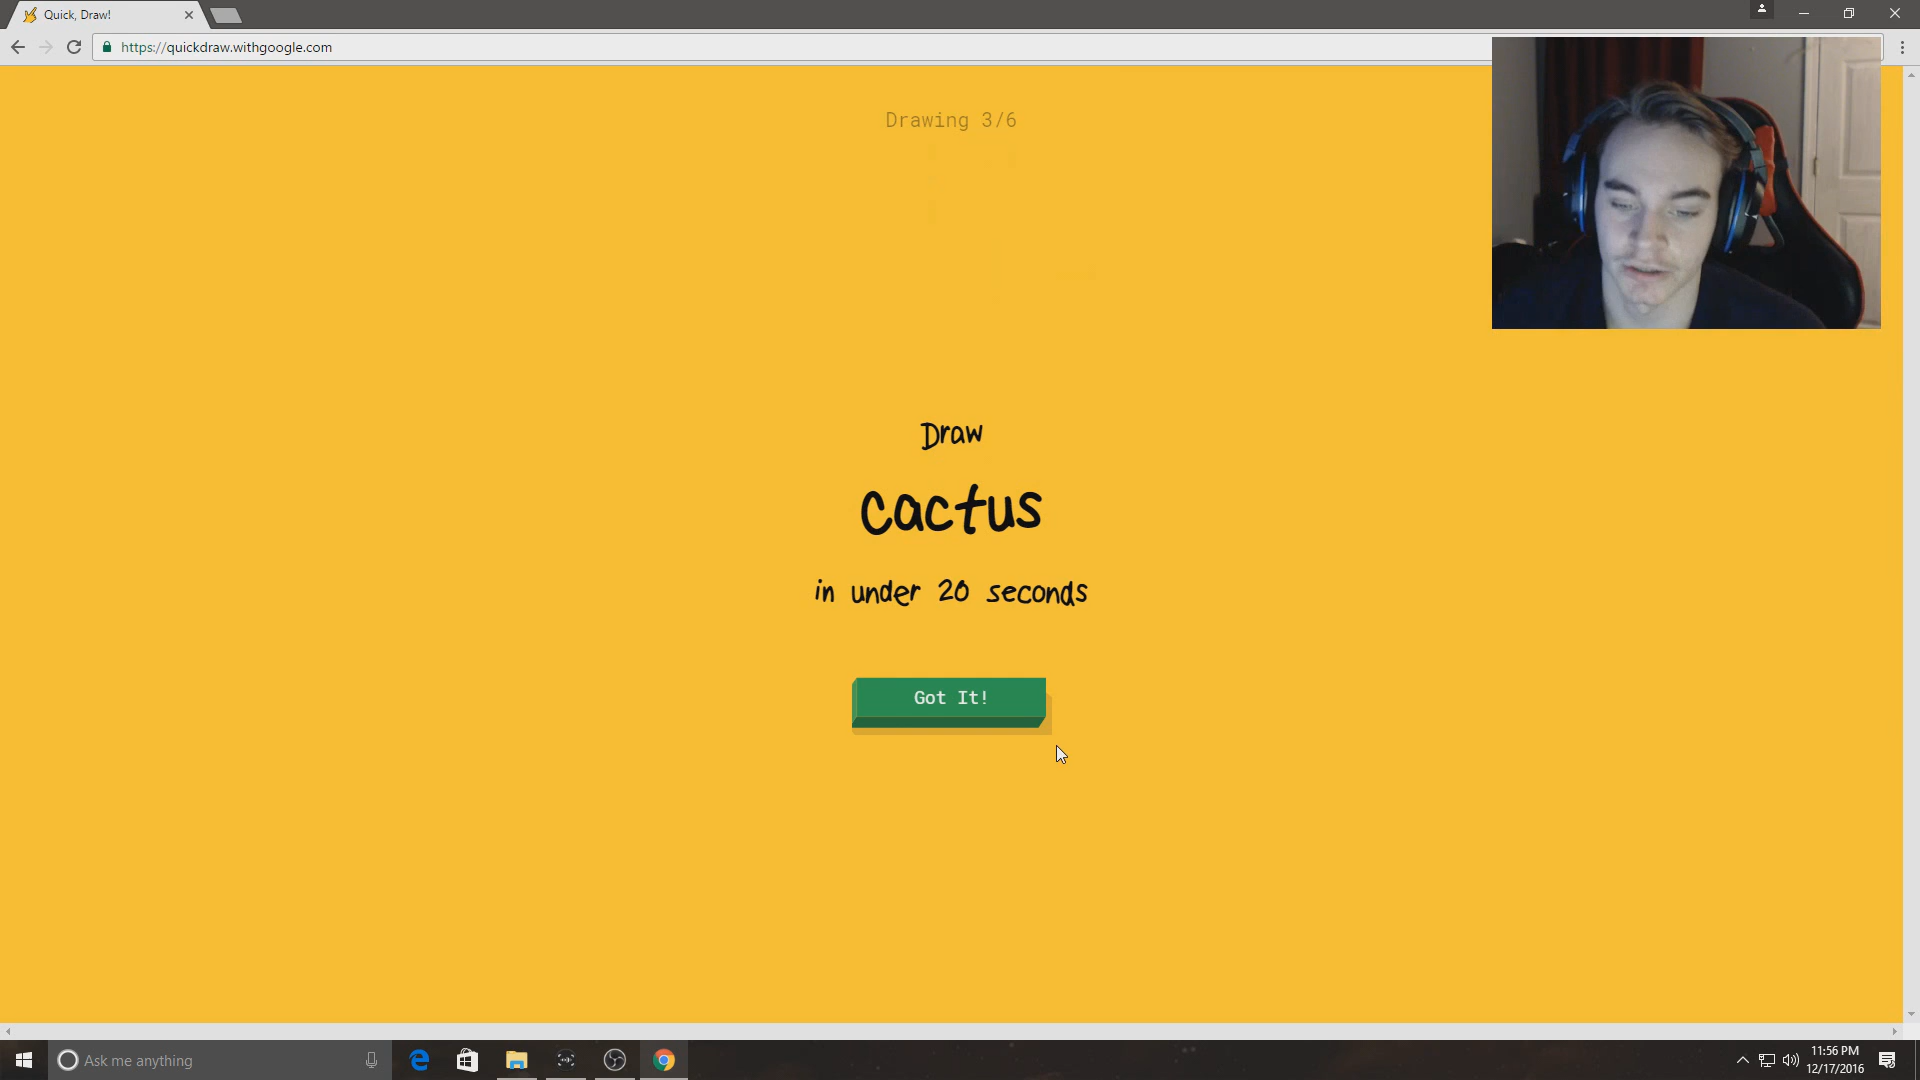 Quick, Draw!
https://quickdraw.withgoogle.com
Drawing 3/6
Draw
cactus
in under 20 seconds
Got It!
Ask me anything
11:56 PM
12/17/2016